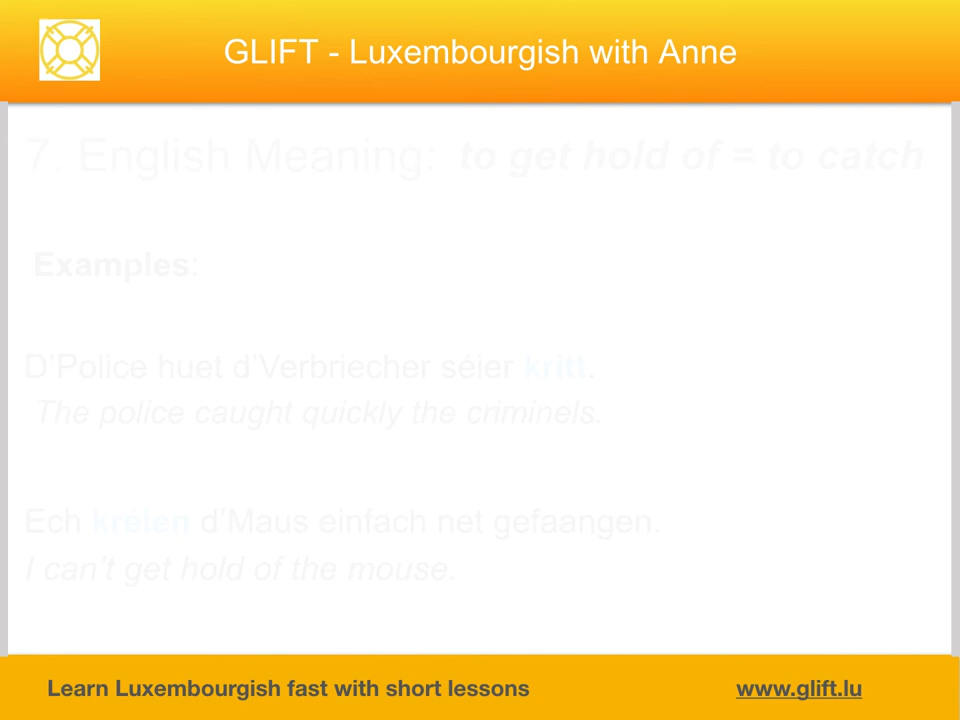 GLIFT - Luxembourgish with Anne
7. English Meaning: to get hold of = to catch
Examples:
D’Police huet d’Verbriecher séier kritt.
The police caught quickly the criminels.
Ech kréien d’Maus einfach net gefaangen.
I can’t get hold of the mouse.
Learn Luxembourgish fast with short lessons www.glift.lu